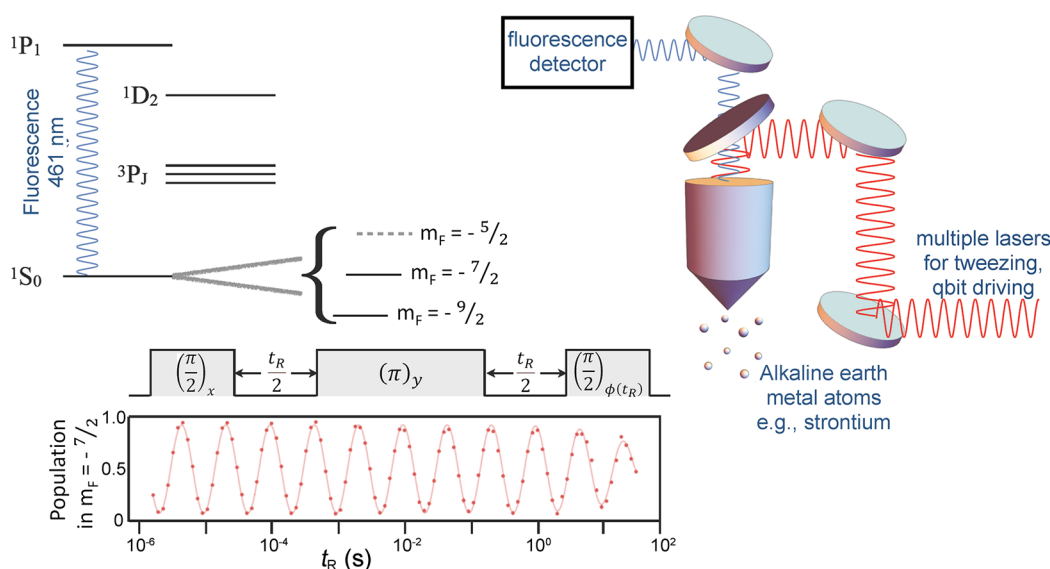 ¹P₁
¹D₂
³P_J
¹S₀
Fluorescence
461 nm
m_F = - ⁵/₂
m_F = - ⁷/₂
m_F = - ⁹/₂
fluorescence
detector
multiple lasers
for tweezing,
qbit driving
Alkaline earth
metal atoms
e.g., strontium
(π/2)ₓ
t_R/2
(π)_y
t_R/2
(π/2)_ϕ(t_R)
Population
in m_F = - ⁷/₂
1.0
0.5
0
10⁻⁶
10⁻⁴
10⁻²
10⁰
10²
t_R (s)